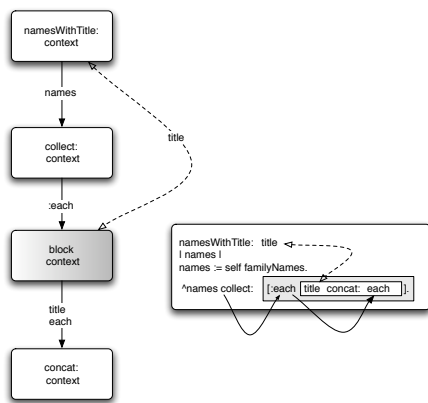 namesWithTitle:
context
names
collect:
context
title
:each
block
context
title
each
concat:
context
namesWithTitle: title
| names |
names := self familyNames.
^names collect: [:each title concat: each ].